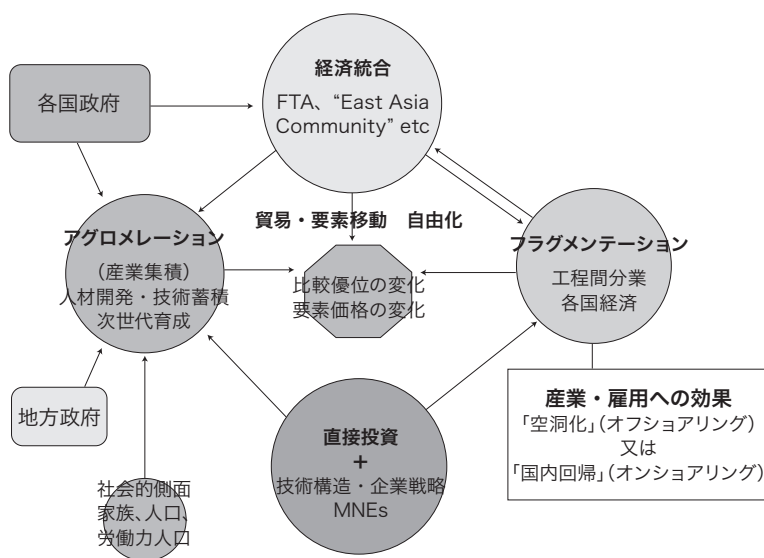 経済統合
FTA、“East Asia
Community” etc
各国政府
貿易・要素移動　自由化
アグロメレーション
（産業集積）
人材開発・技術蓄積
次世代育成
比較優位の変化
要素価格の変化
フラグメンテーション
工程間分業
各国経済
地方政府
社会的側面
家族、人口、
労働力人口
直接投資
＋
技術構造・企業戦略
MNEs
産業・雇用への効果
「空洞化」（オフショアリング）
又は
「国内回帰」（オンショアリング）